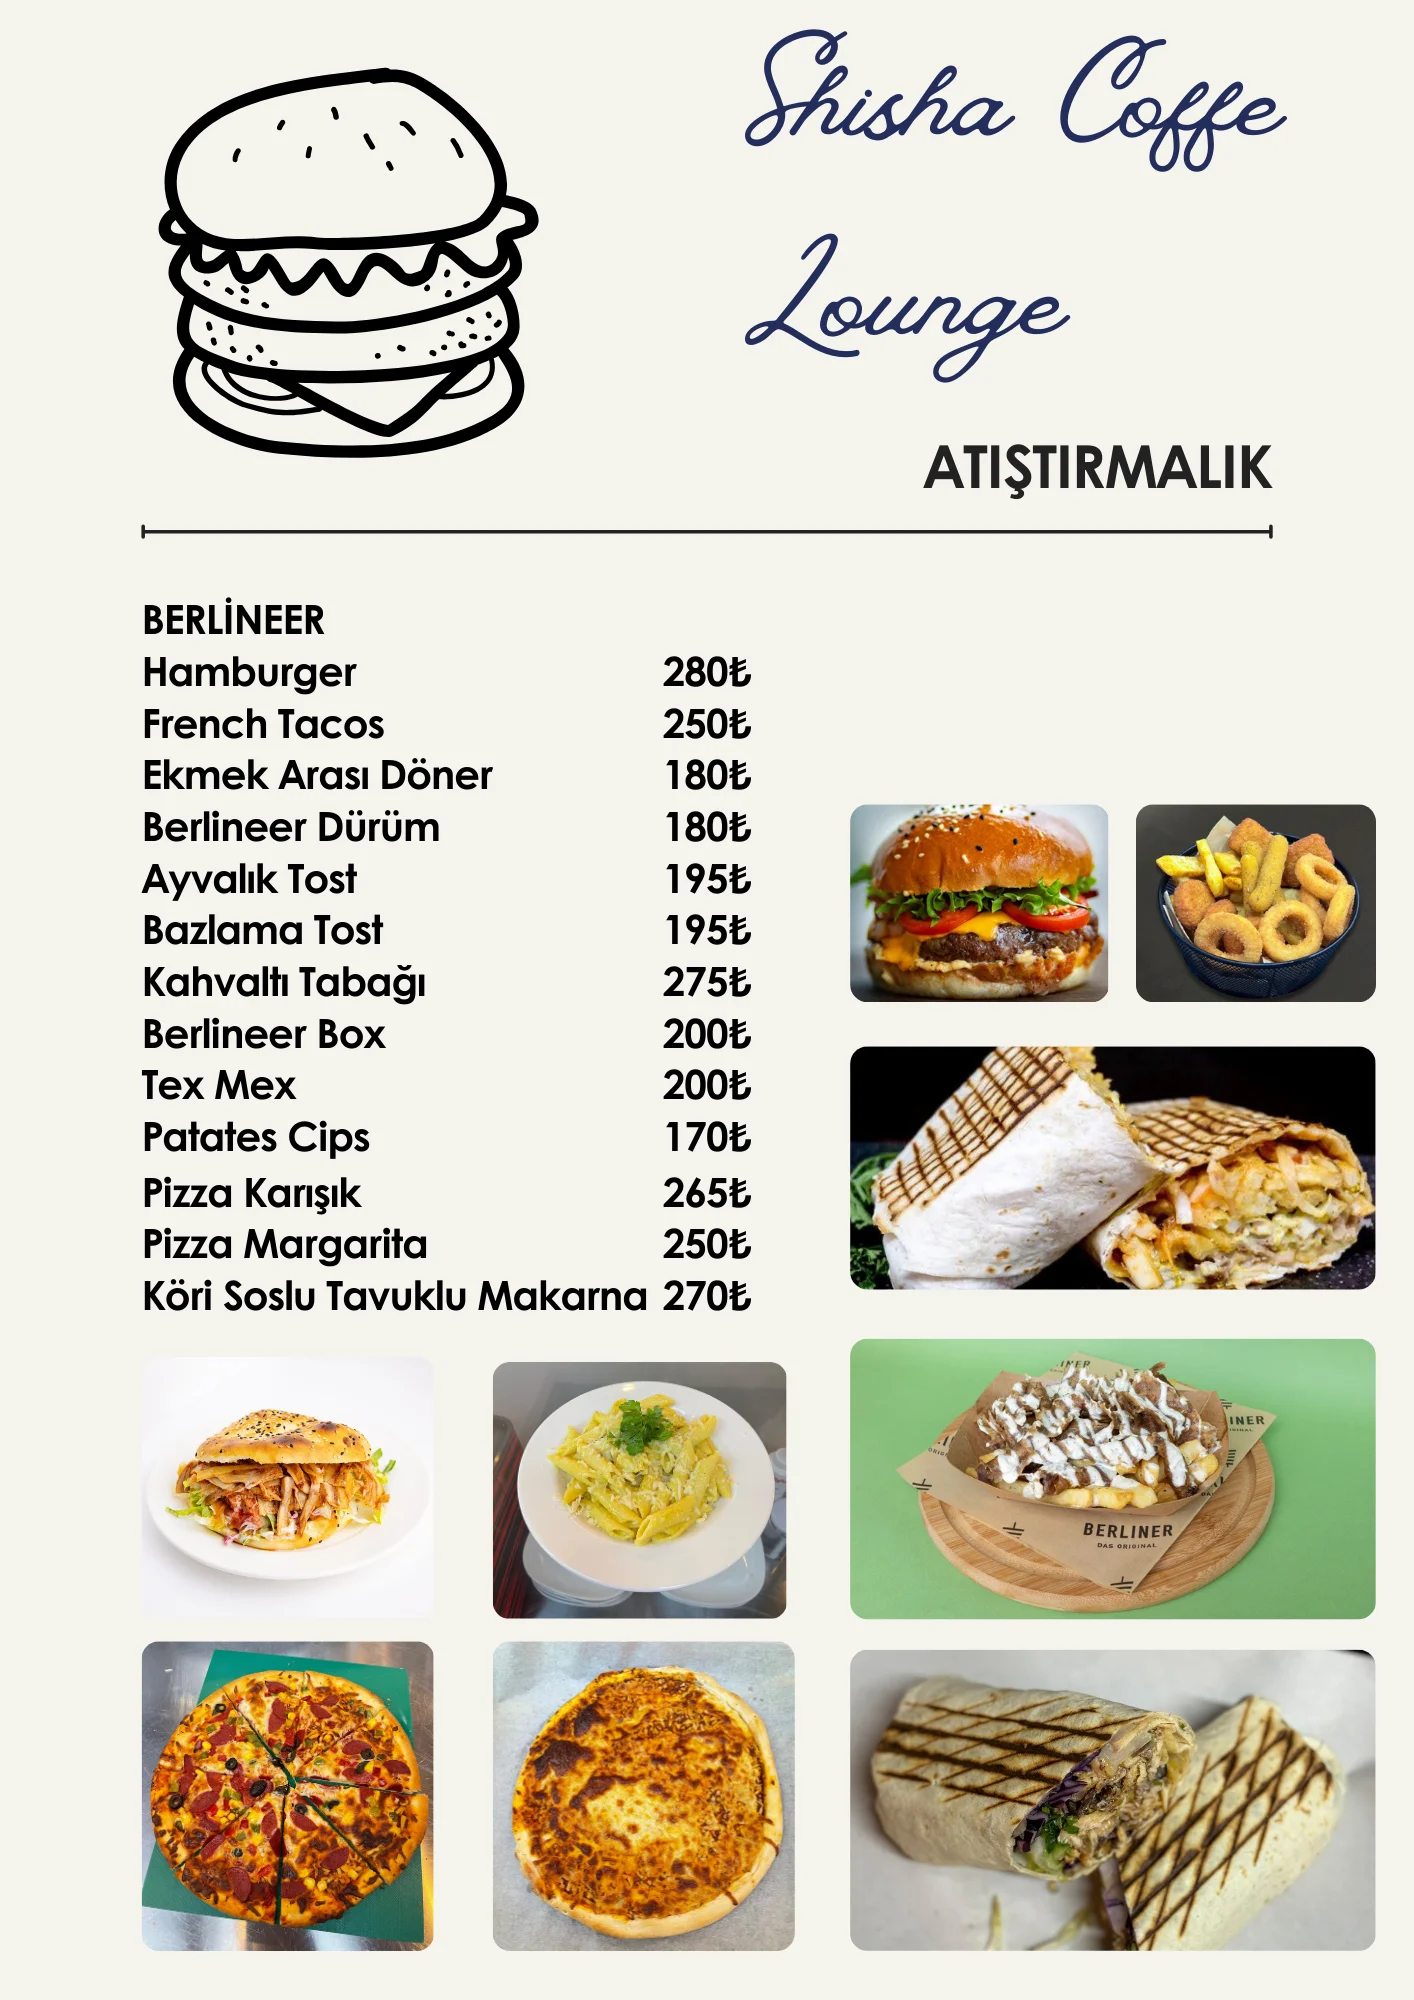 Shisha Coffe
Lounge
ATIŞTIRMALIK
BERLİNEER
Hamburger 280₺
French Tacos 250₺
Ekmek Arası Döner 180₺
Berlineer Dürüm 180₺
Ayvalık Tost 195₺
Bazlama Tost 195₺
Kahvaltı Tabağı 275₺
Berlineer Box 200₺
Tex Mex 200₺
Patates Cips 170₺
Pizza Karışık 265₺
Pizza Margarita 250₺
Köri Soslu Tavuklu Makarna 270₺
BERLINER
DAS ORIGINAL